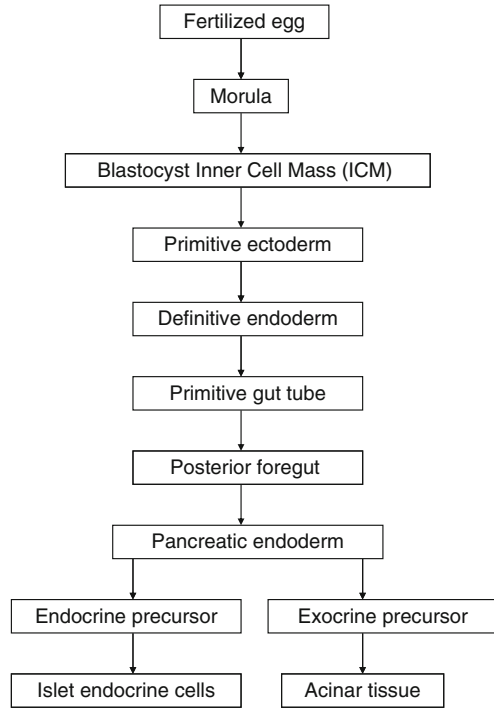 Fertilized egg
Morula
Blastocyst Inner Cell Mass (ICM)
Primitive ectoderm
Definitive endoderm
Primitive gut tube
Posterior foregut
Pancreatic endoderm
Endocrine precursor
Exocrine precursor
Islet endocrine cells
Acinar tissue